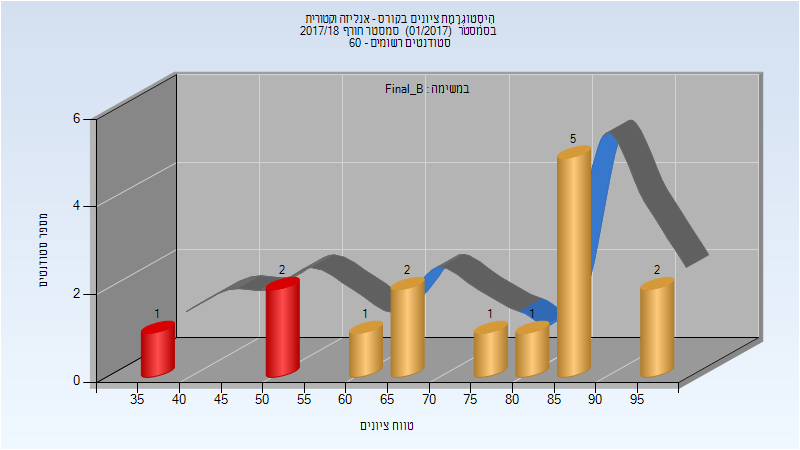 היסטוגרמת ציונים בקורס - אנליזה וקטורית
בסמסטר (01/2017) סמסטר חורף 2017/18
סטודנטים רשומים - 60
במשימה : Final_B
מספר סטודנטים
6
4
2
0
1
2
1
2
1
1
5
2
35 40 45 50 55 60 65 70 75 80 85 90 95
טווח ציונים